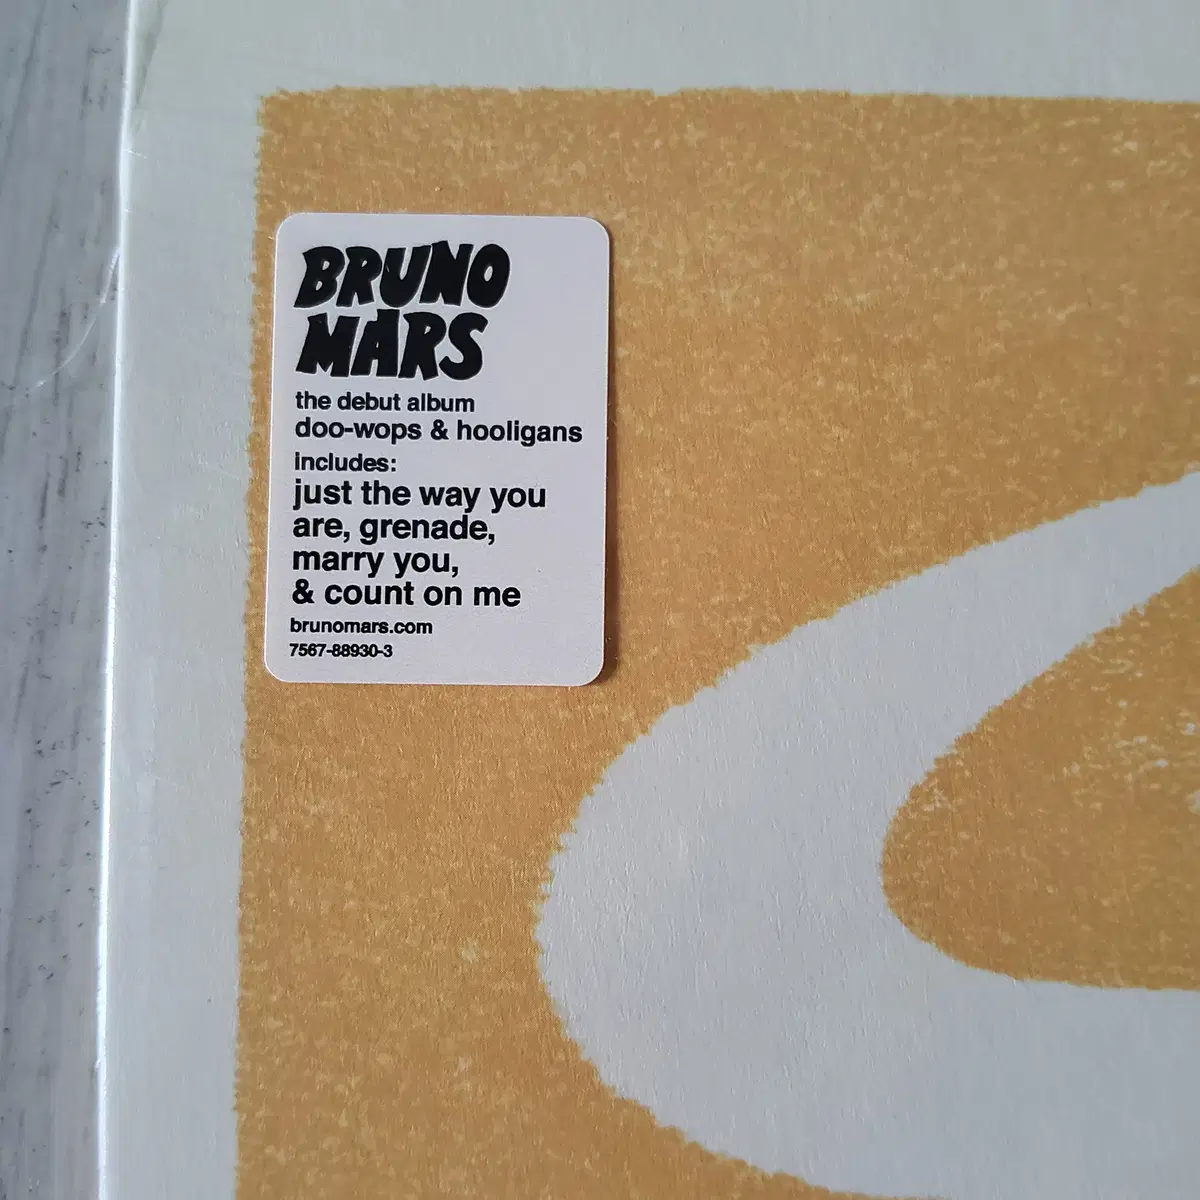 BRUNO
MARS
the debut album
doo-wops & hooligans
includes:
just the way you
are, grenade,
marry you,
& count on me
brunomars.com
7567-88930-3